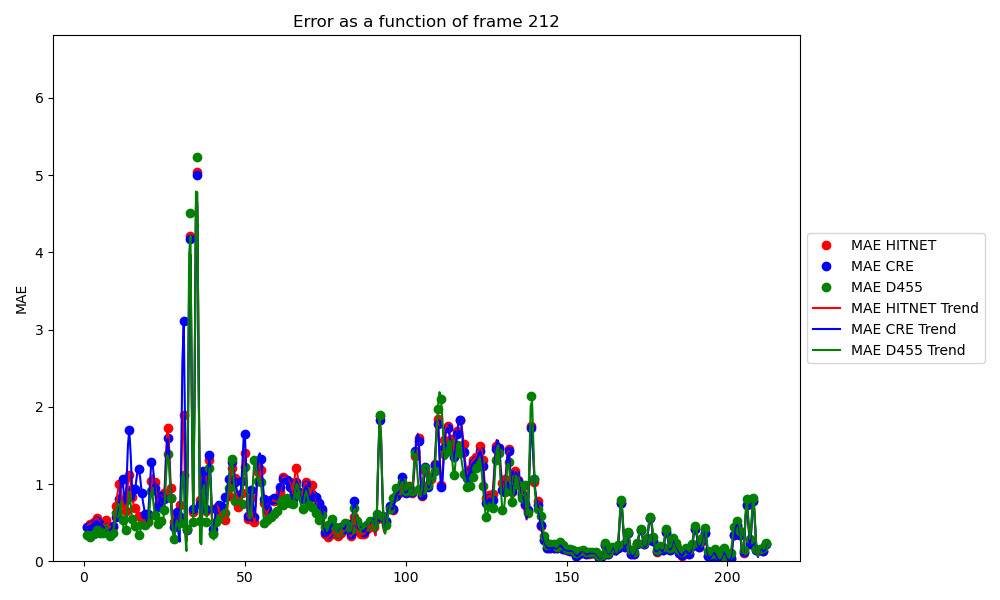 Error as a function of frame 212
MAE
6
5
4
3
2
1
0
0
50
100
150
200
MAE HITNET
MAE CRE
MAE D455
MAE HITNET Trend
MAE CRE Trend
MAE D455 Trend